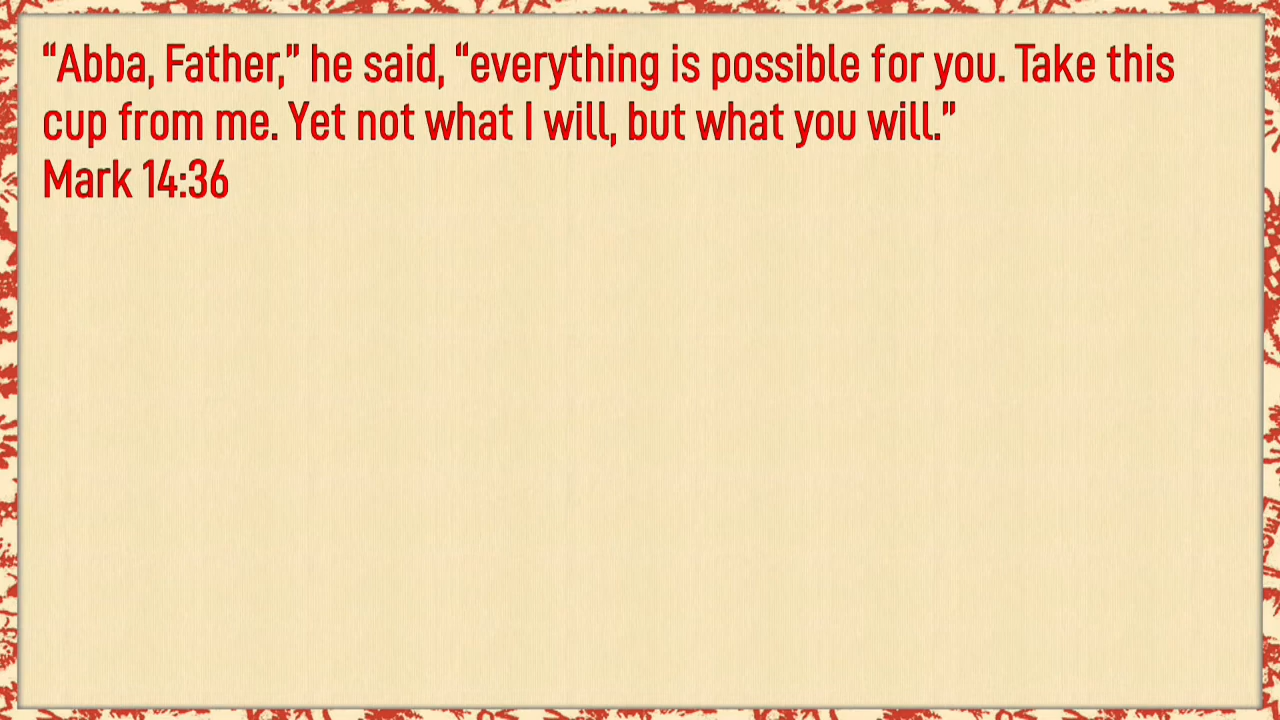 “Abba, Father,” he said, “everything is possible for you. Take this
cup from me. Yet not what I will, but what you will.”
Mark 14:36